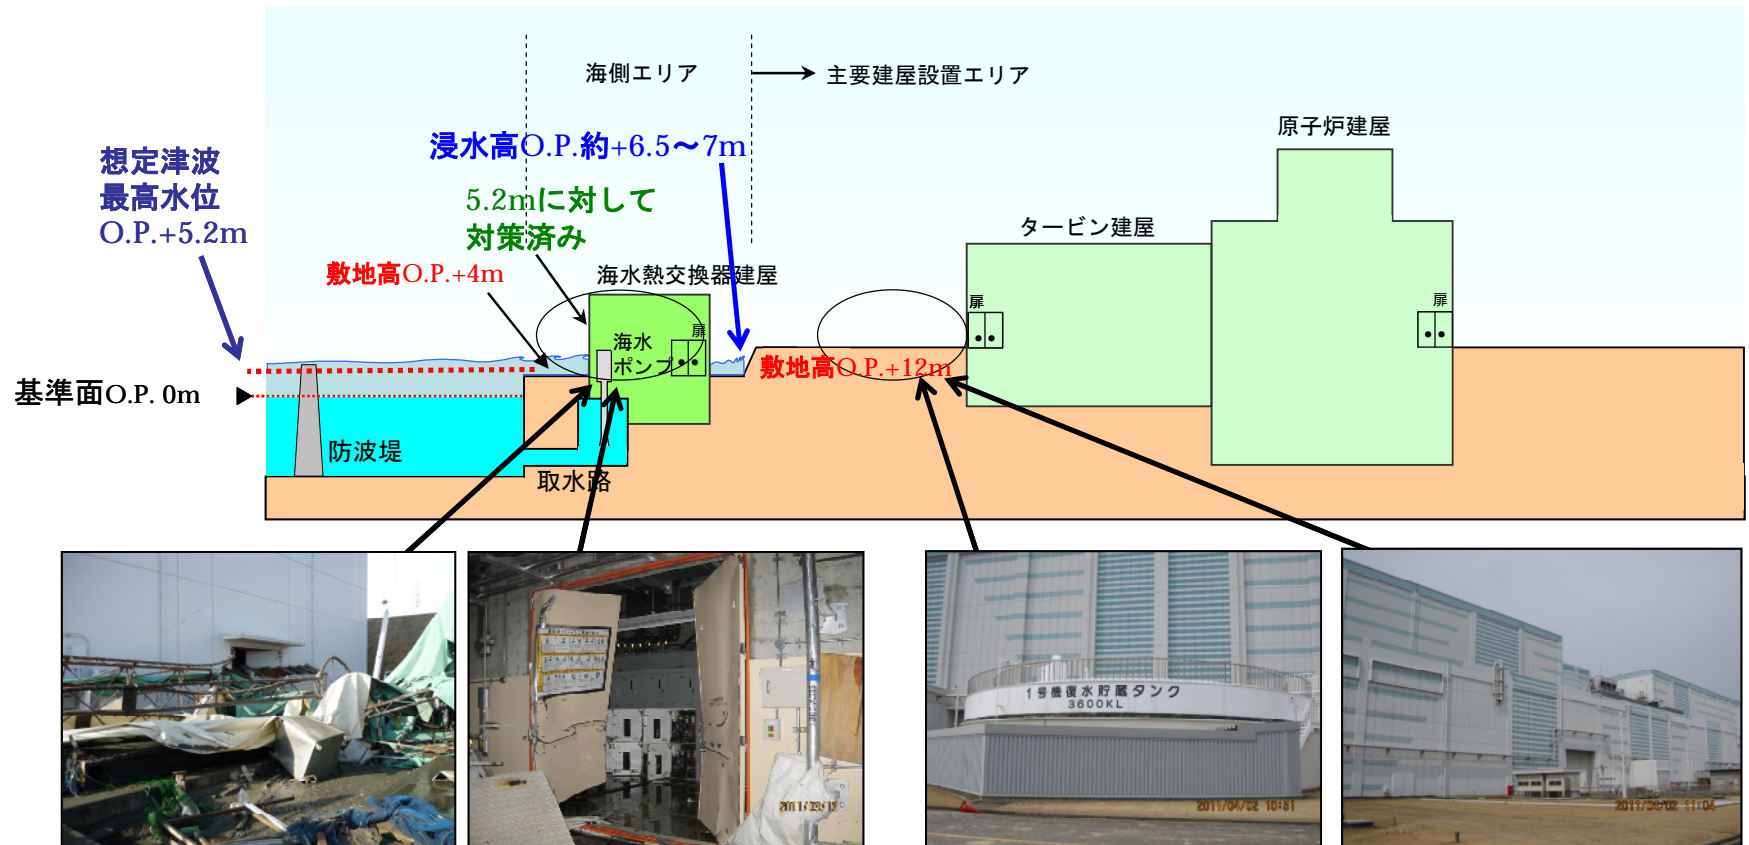 海側エリア
主要建屋設置エリア
原子炉建屋
浸水高O.P.約+6.5～7m
想定津波
最高水位
O.P.+5.2m
5.2mに対して
対策済み
タービン建屋
敷地高O.P.+4m
海水熱交換器建屋
扉
扉
扉
海水
ポンプ
敷地高O.P.+12m
基準面O.P. 0m
防波堤
取水路
1号機復水貯蔵タンク
3600KL
2011/04/02 11:04